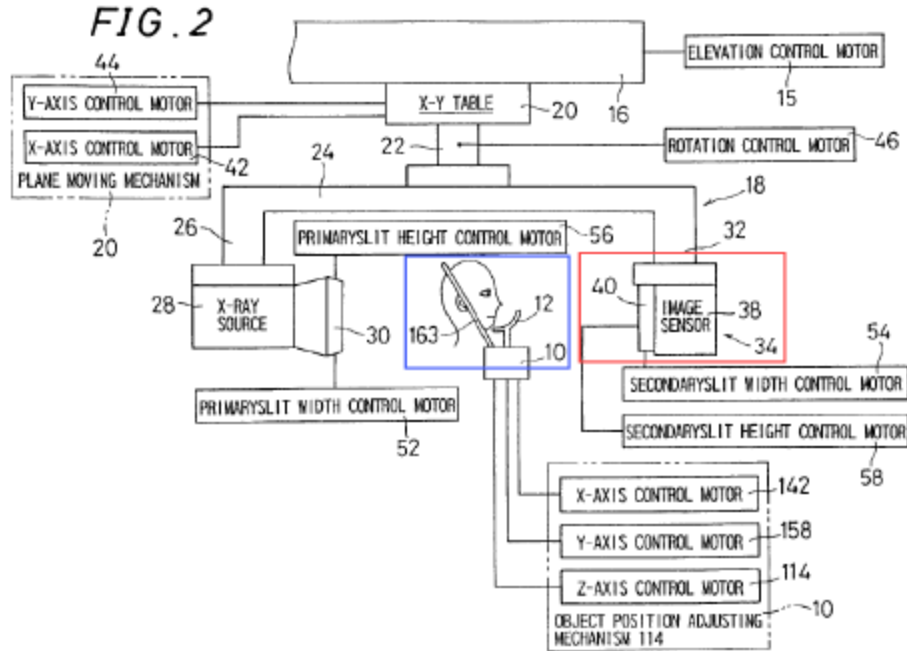 FIG.2
44
ELEVATION CONTROL MOTOR
Y-AXIS CONTROL MOTOR
X-Y TABLE
20
16
15
X-AXIS CONTROL MOTOR
22
46
42
24
ROTATION CONTROL MOTOR
PLANE MOVING MECHANISM
18
20
26
PRIMARYSLIT HEIGHT CONTROL MOTOR
56
32
28
X-RAY
SOURCE
30
163
12
10
40
IMAGE
SENSOR
38
34
54
SECONDARYSLIT WIDTH CONTROL MOTOR
PRIMARYSLIT WIDTH CONTROL MOTOR
52
SECONDARYSLIT HEIGHT CONTROL MOTOR
58
X-AXIS CONTROL MOTOR
142
Y-AXIS CONTROL MOTOR
158
Z-AXIS CONTROL MOTOR
114
10
OBJECT POSITION ADJUSTING
MECHANISM 114